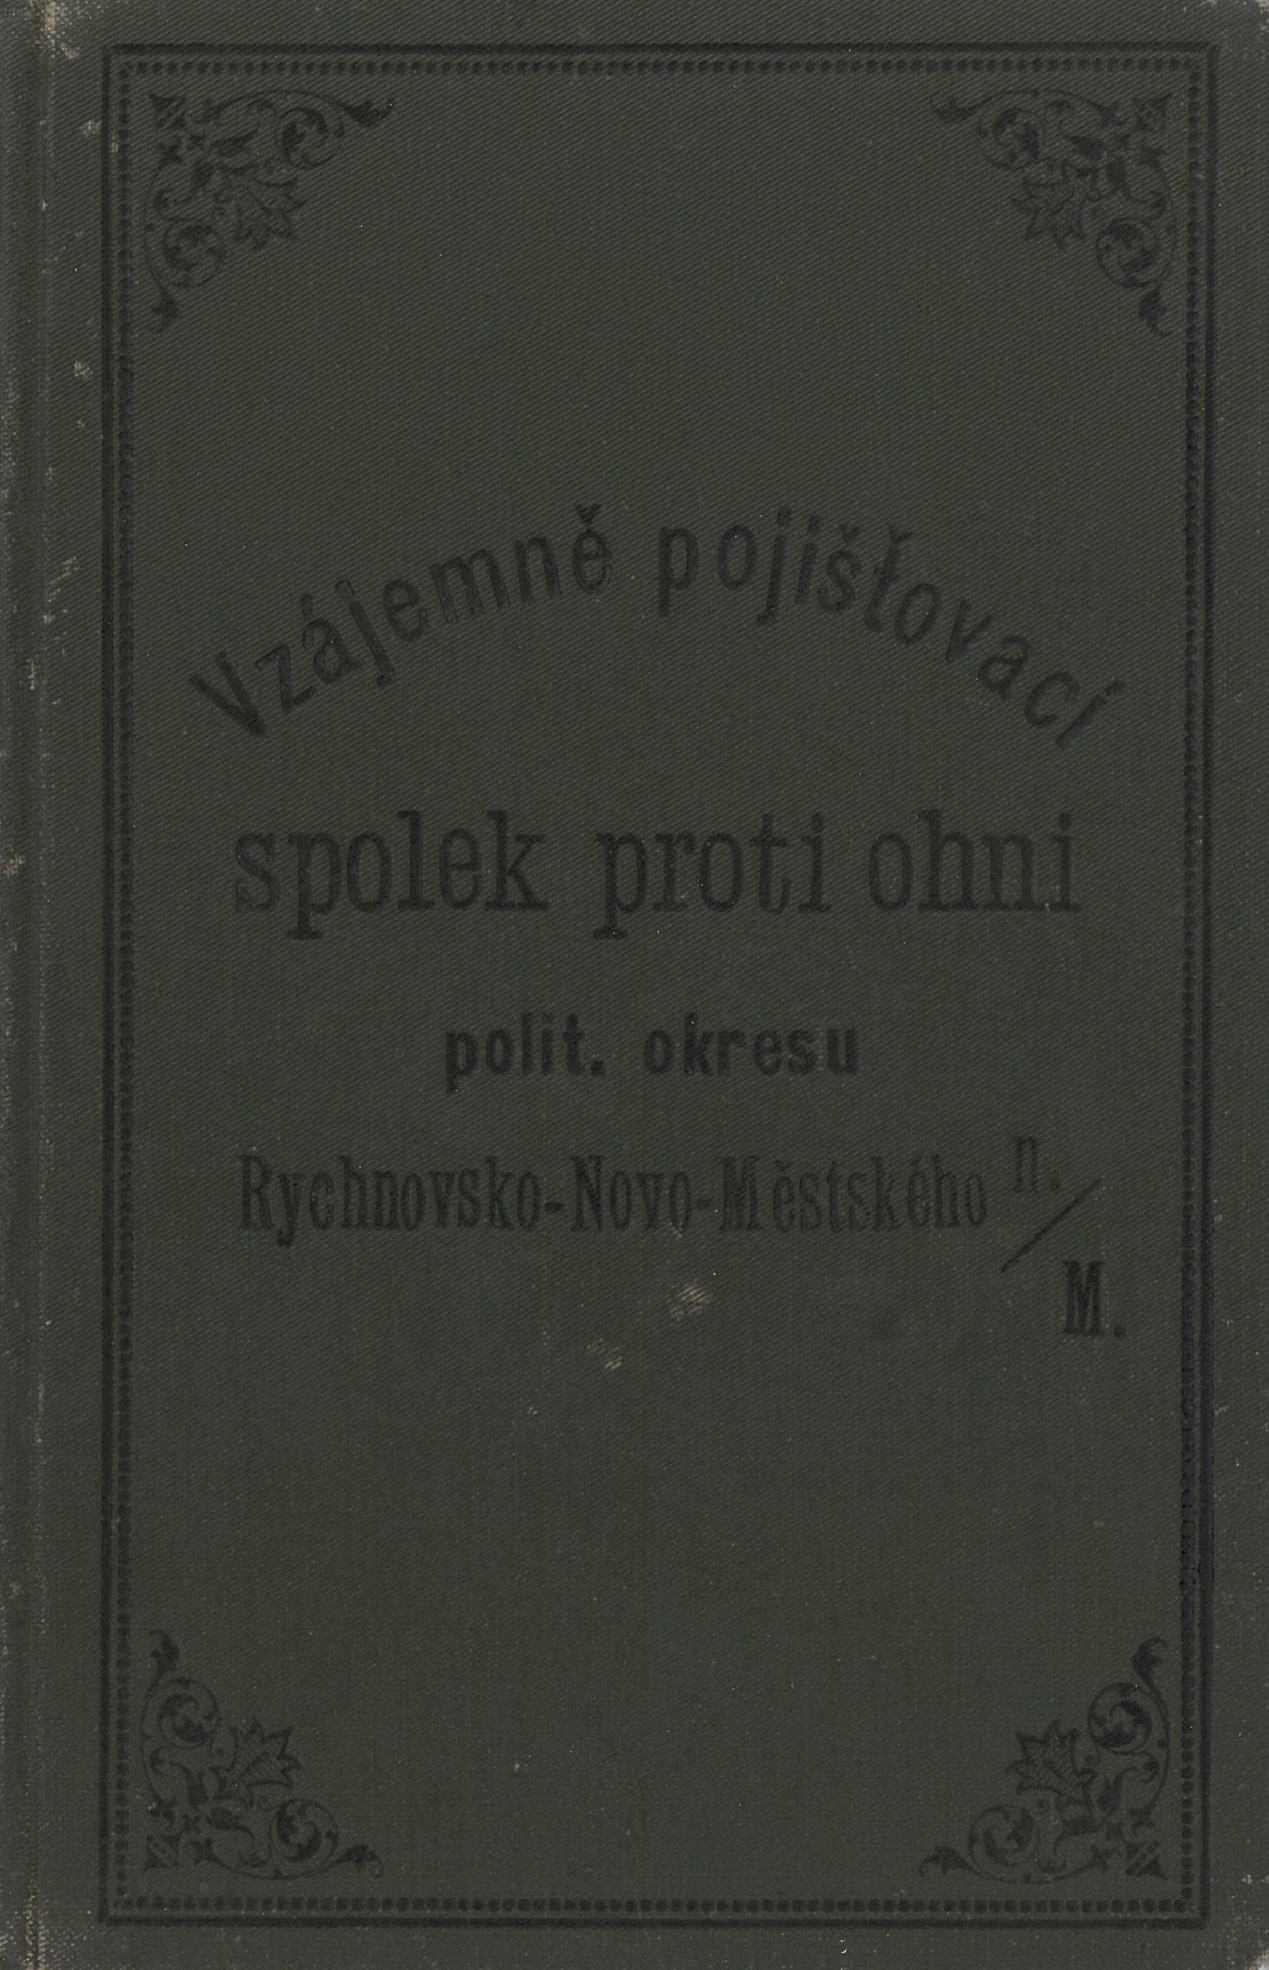 Vzájemně pojišťovací
spolek proti ohni
polit. okresu
Rychnovsko-Novo-Městského n./M.